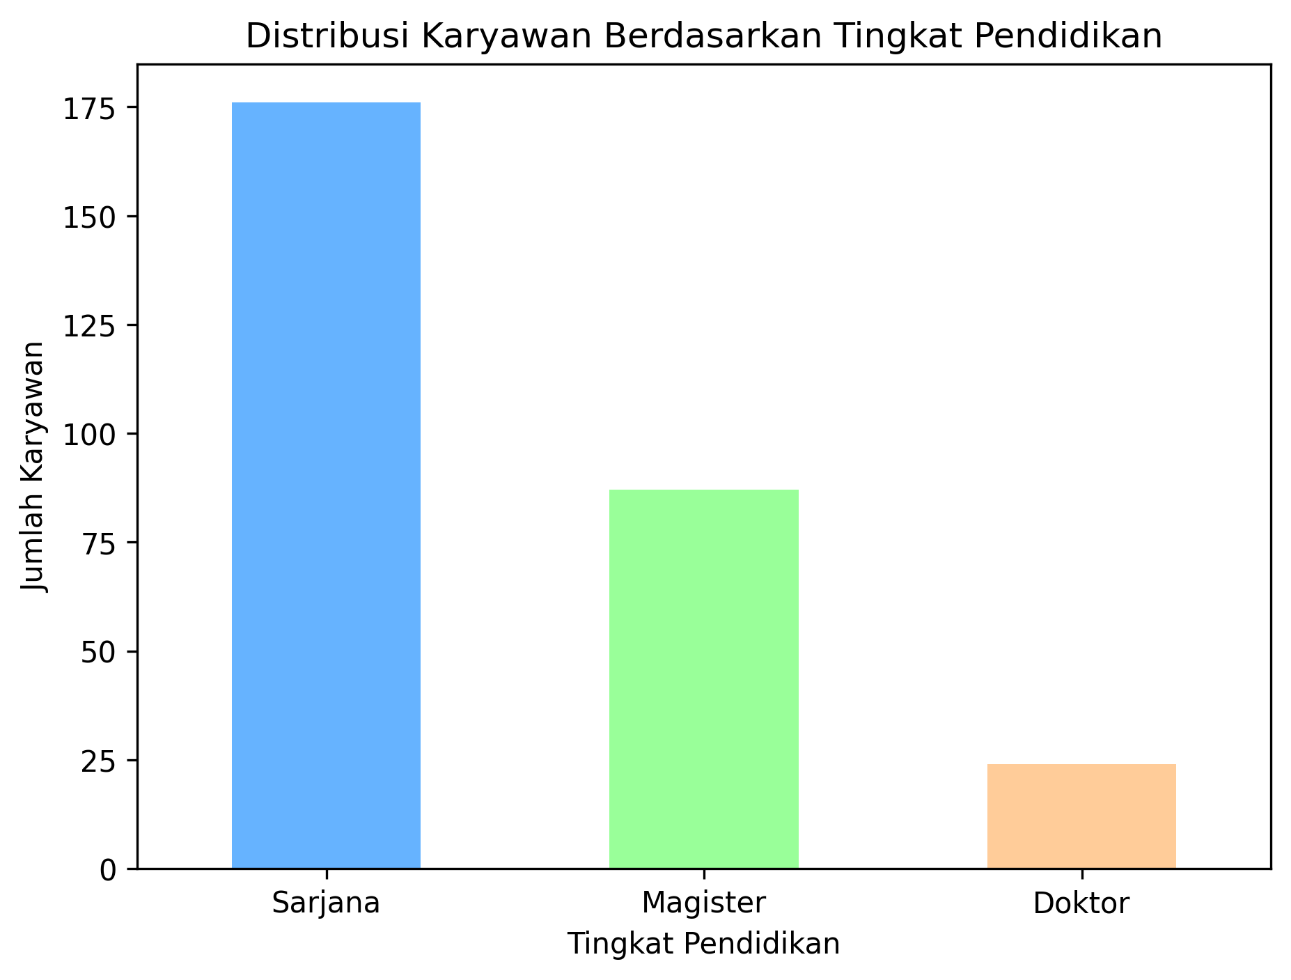 Distribusi Karyawan Berdasarkan Tingkat Pendidikan
Jumlah Karyawan
175
150
125
100
75
50
25
0
Sarjana
Magister
Doktor
Tingkat Pendidikan